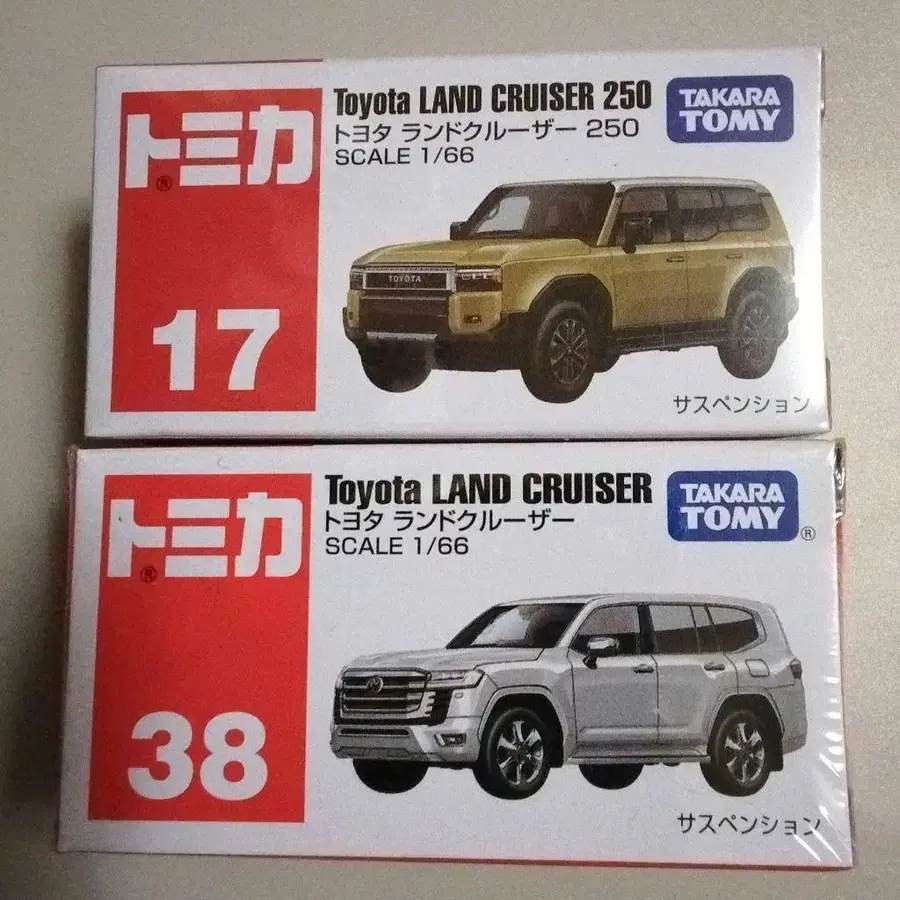 トミカ®
17
Toyota LAND CRUISER 250
トヨタ ランドクルーザー 250
SCALE 1/66
TAKARA
TOMY
TOYOTA
サスペンション
トミカ®
38
Toyota LAND CRUISER
トヨタ ランドクルーザー
SCALE 1/66
TAKARA
TOMY®
サスペンション